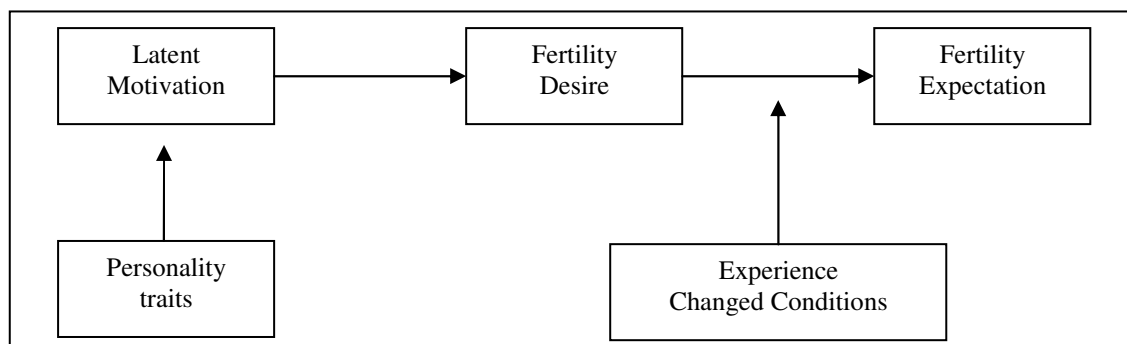 Latent
Motivation
Fertility
Desire
Fertility
Expectation
Personality
traits
Experience
Changed Conditions